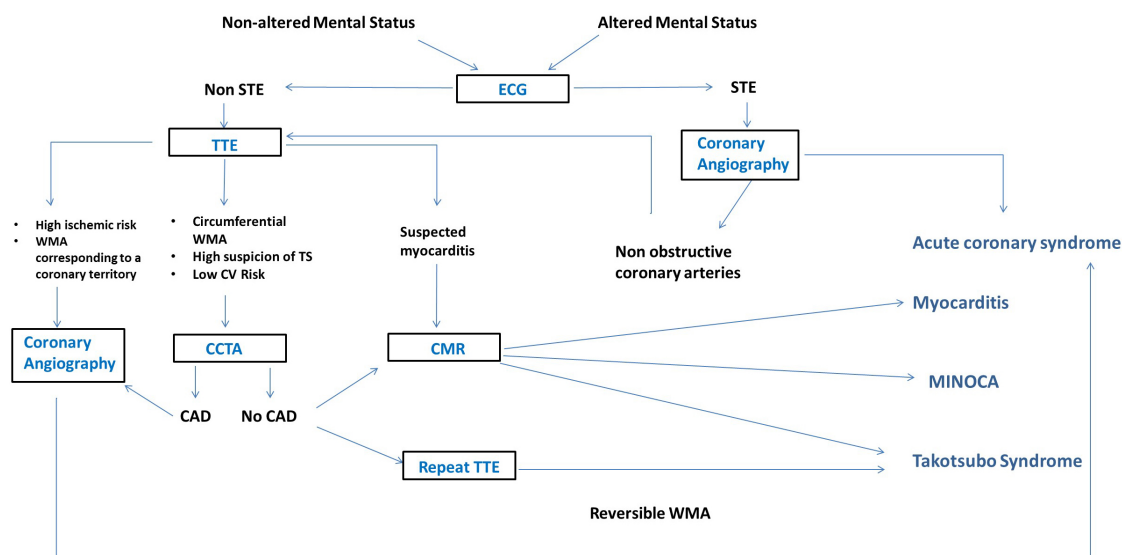 Non-altered Mental Status
Altered Mental Status
Non STE
ECG
STE
TTE
Coronary
Angiography
• High ischemic risk
• WMA
corresponding to a
coronary territory
• Circumferential
WMA
• High suspicion of TS
• Low CV Risk
Suspected
myocarditis
Non obstructive
coronary arteries
Acute coronary syndrome
Myocarditis
Coronary
Angiography
CCTA
CMR
MINOCA
CAD
No CAD
Repeat TTE
Takotsubo Syndrome
Reversible WMA